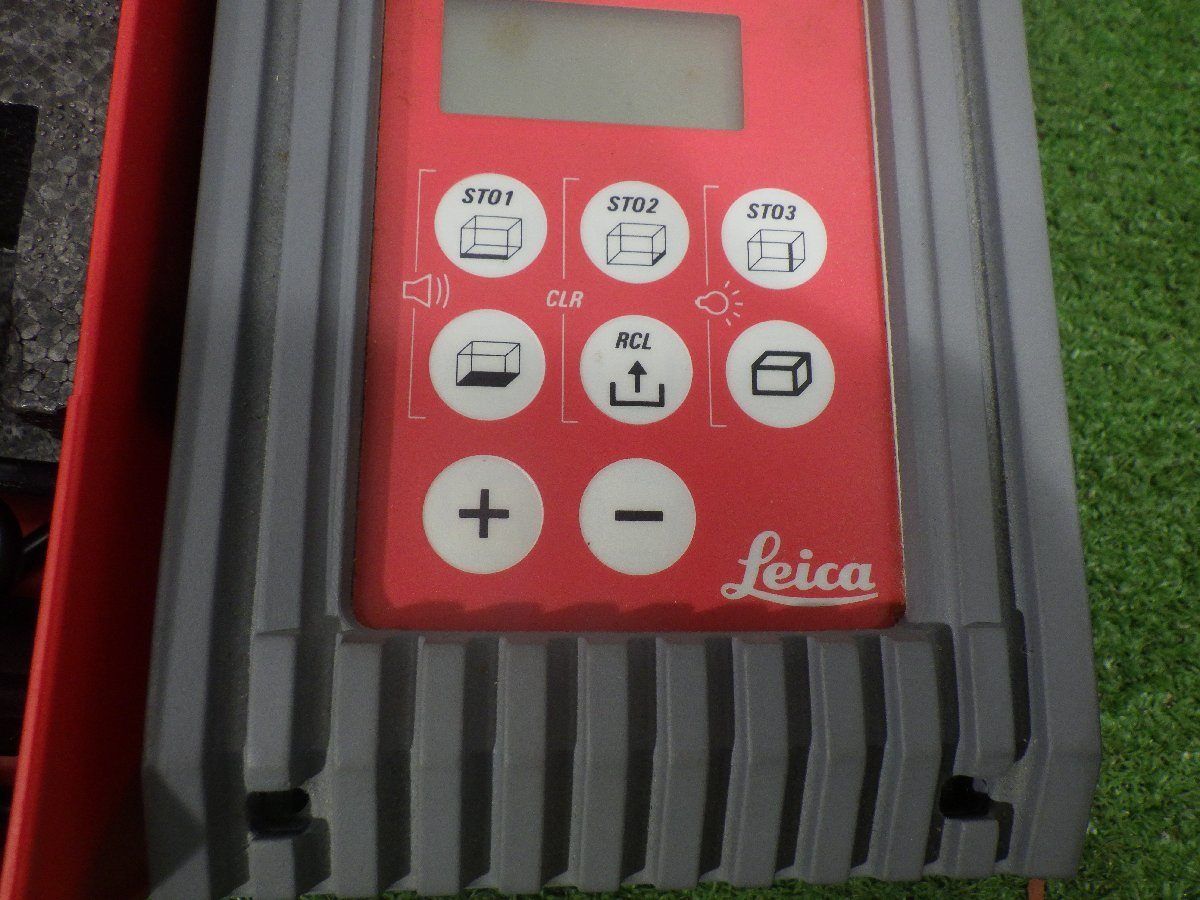 STO1
STO2
STO3
CLR
RCL
+
−
Leica